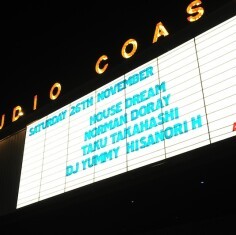 UDIO COAS
SATURDAY 26TH NOVEMBER
HOUSE DREAM
NORMAN DORAY
TAKU TAKAHASHI
DJ YUMMY HISANORI H